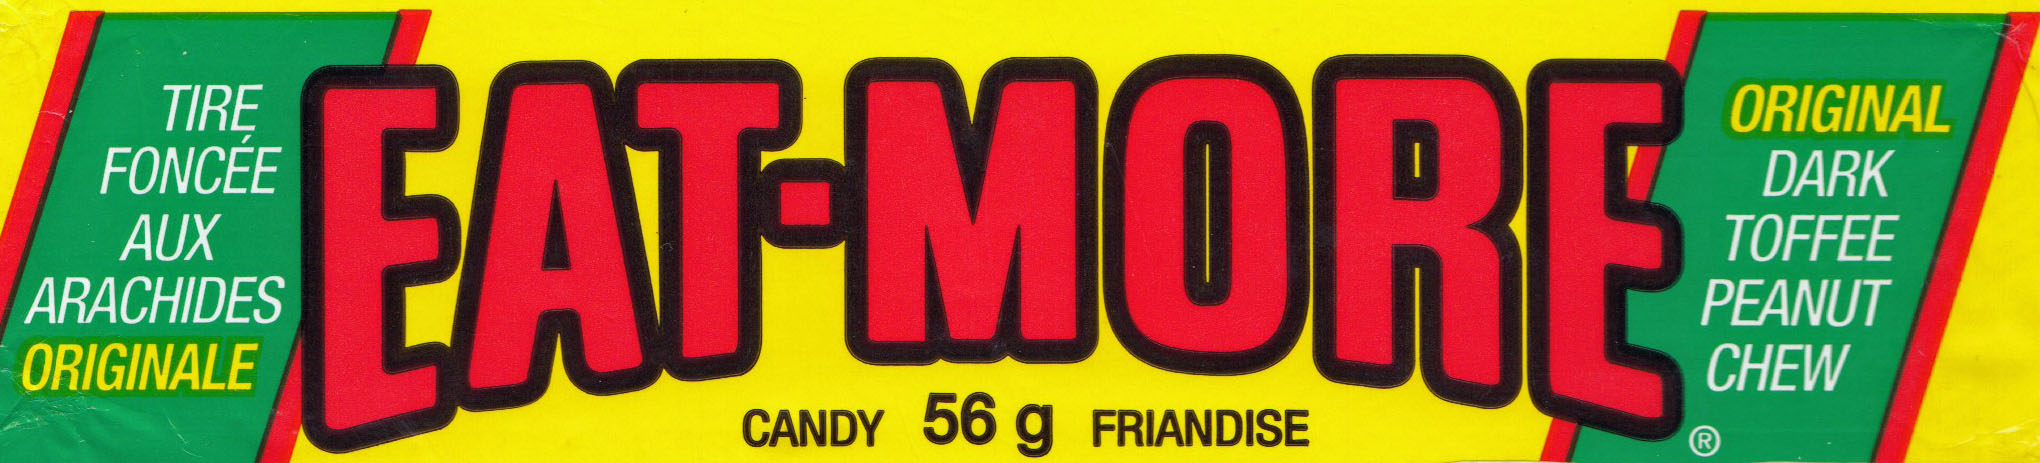 TIRE
FONCÉE
AUX
ARACHIDES
ORIGINALE
EAT-MORE
CANDY 56 g FRIANDISE
ORIGINAL
DARK
TOFFEE
PEANUT
CHEW
®